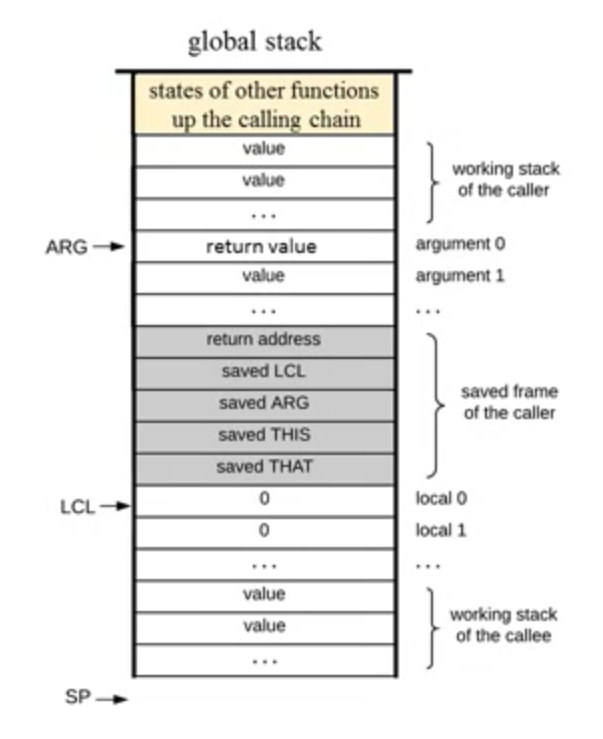 global stack
states of other functions
up the calling chain
value
value
...
working stack
of the caller
ARG
return value
argument 0
value
argument 1
...
...
return address
saved LCL
saved ARG
saved THIS
saved THAT
saved frame
of the caller
LCL
0
local 0
0
local 1
...
...
value
value
...
working stack
of the callee
SP